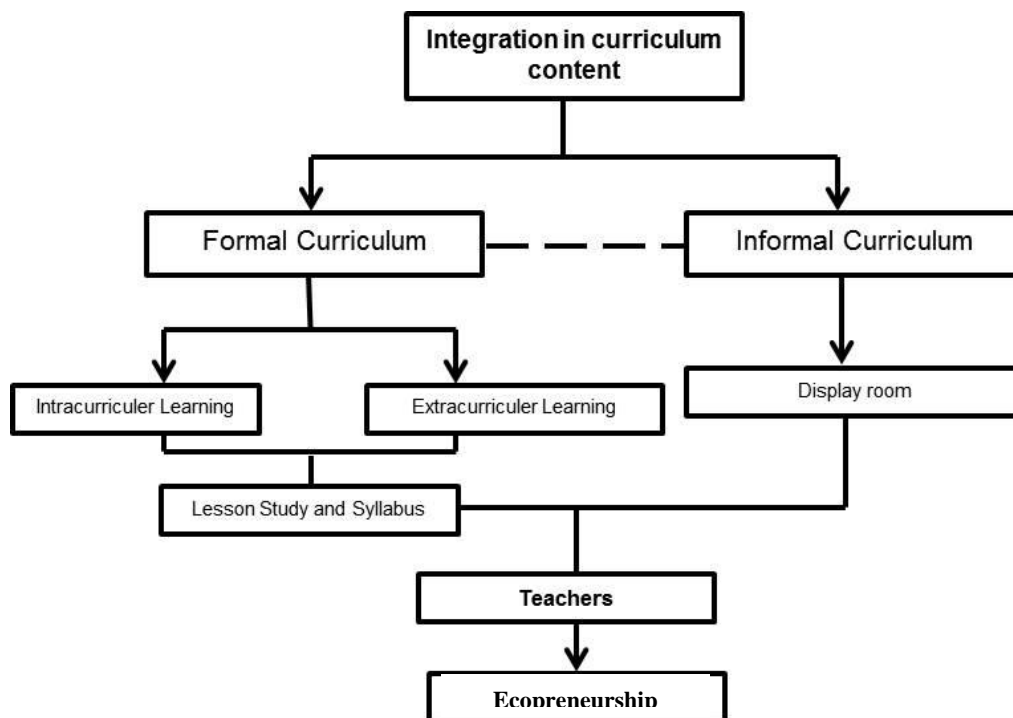 Integration in curriculum
content
Formal Curriculum
Informal Curriculum
Intracurriculer Learning
Extracurriculer Learning
Display room
Lesson Study and Syllabus
Teachers
Ecopreneurship